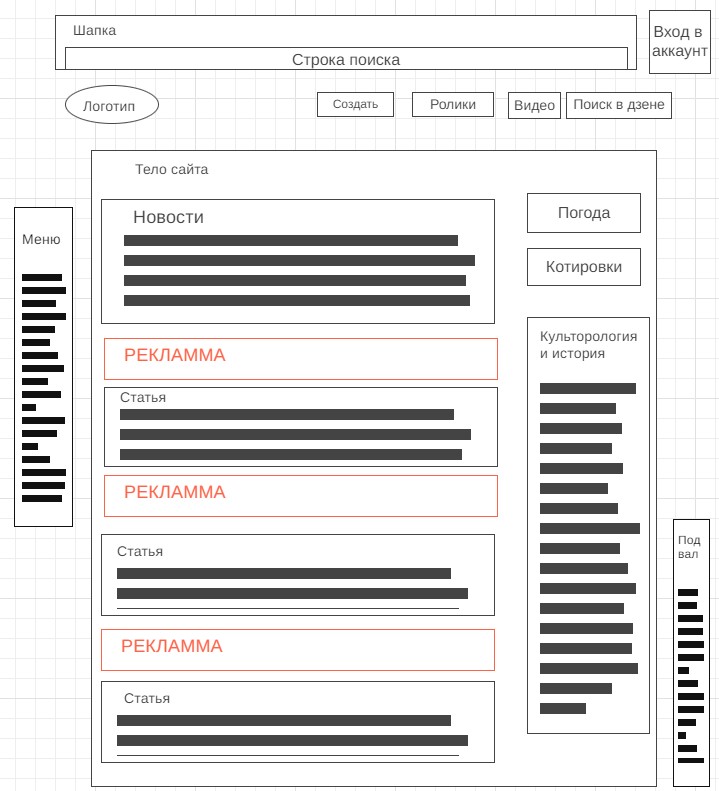 Шапка
Строка поиска
Вход в
аккаунт
Логотип
Создать
Ролики
Видео
Поиск в дзене
Тело сайта
Меню
Новости
РЕКЛАММА
Статья
РЕКЛАММА
Статья
РЕКЛАММА
Статья
Погода
Котировки
Культорология
и история
Под
вал